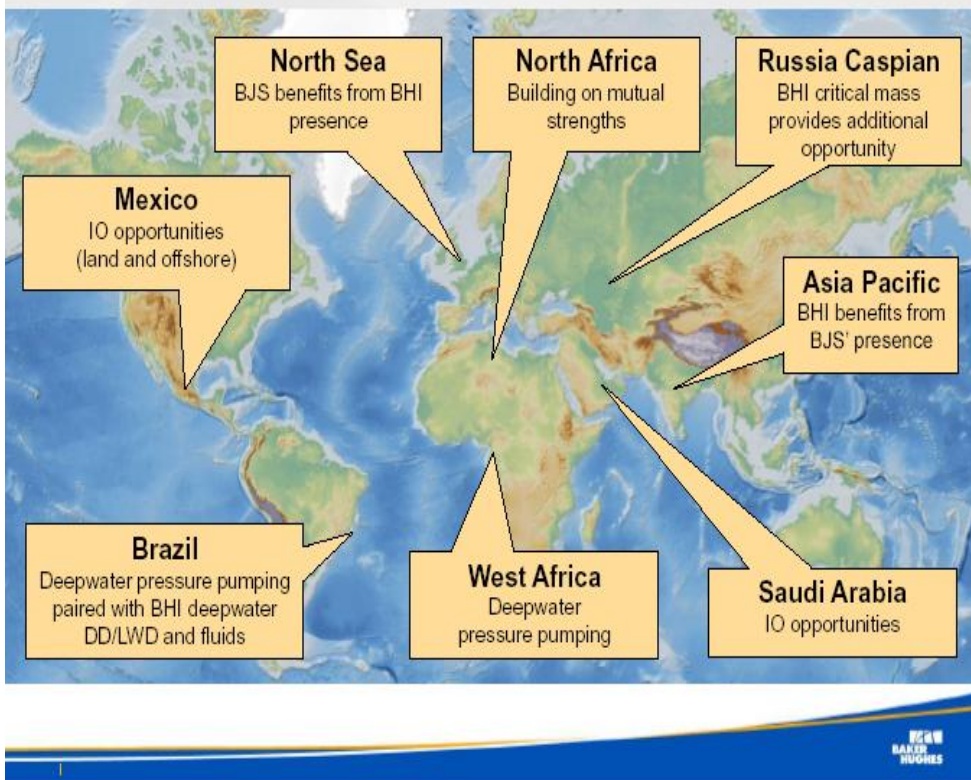 North Sea
BJS benefits from BHI
presence
North Africa
Building on mutual
strengths
Russia Caspian
BHI critical mass
provides additional
opportunity
Mexico
IO opportunities
(land and offshore)
Asia Pacific
BHI benefits from
BJS' presence
Brazil
Deepwater pressure pumping
paired with BHI deepwater
DD/LWD and fluids
West Africa
Deepwater
pressure pumping
Saudi Arabia
IO opportunities
BAKER
HUGHES